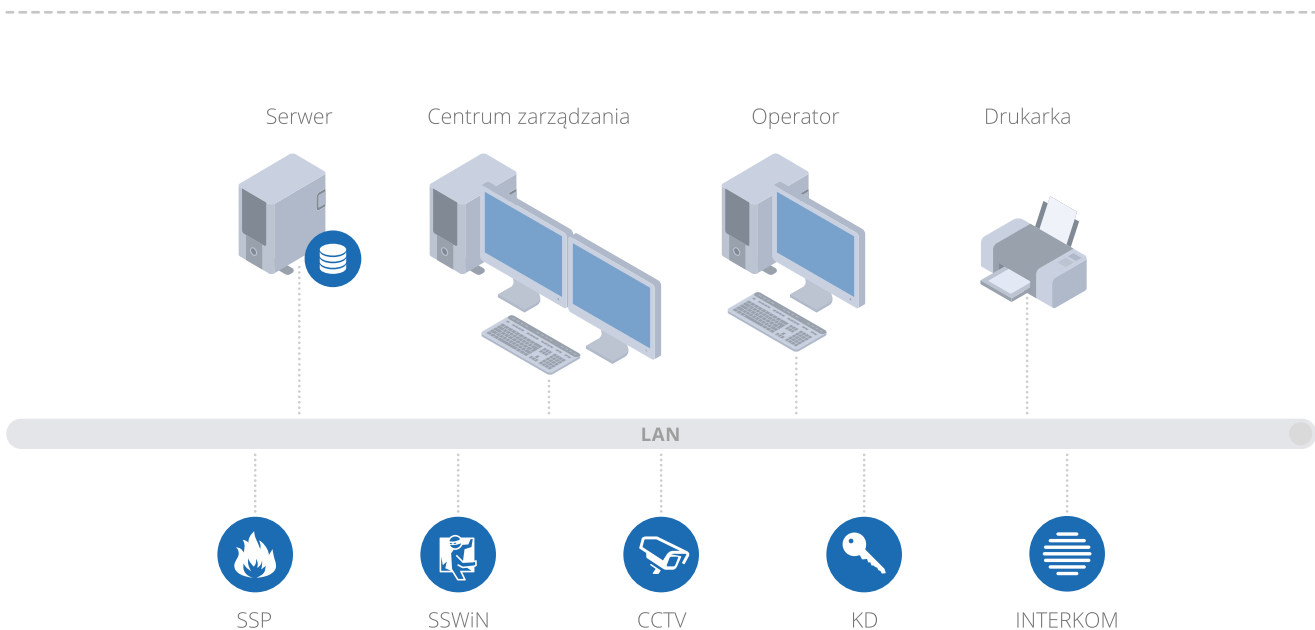 Serwer
Centrum zarządzania
Operator
Drukarka
LAN
SSP
SSWiN
CCTV
KD
INTERKOM